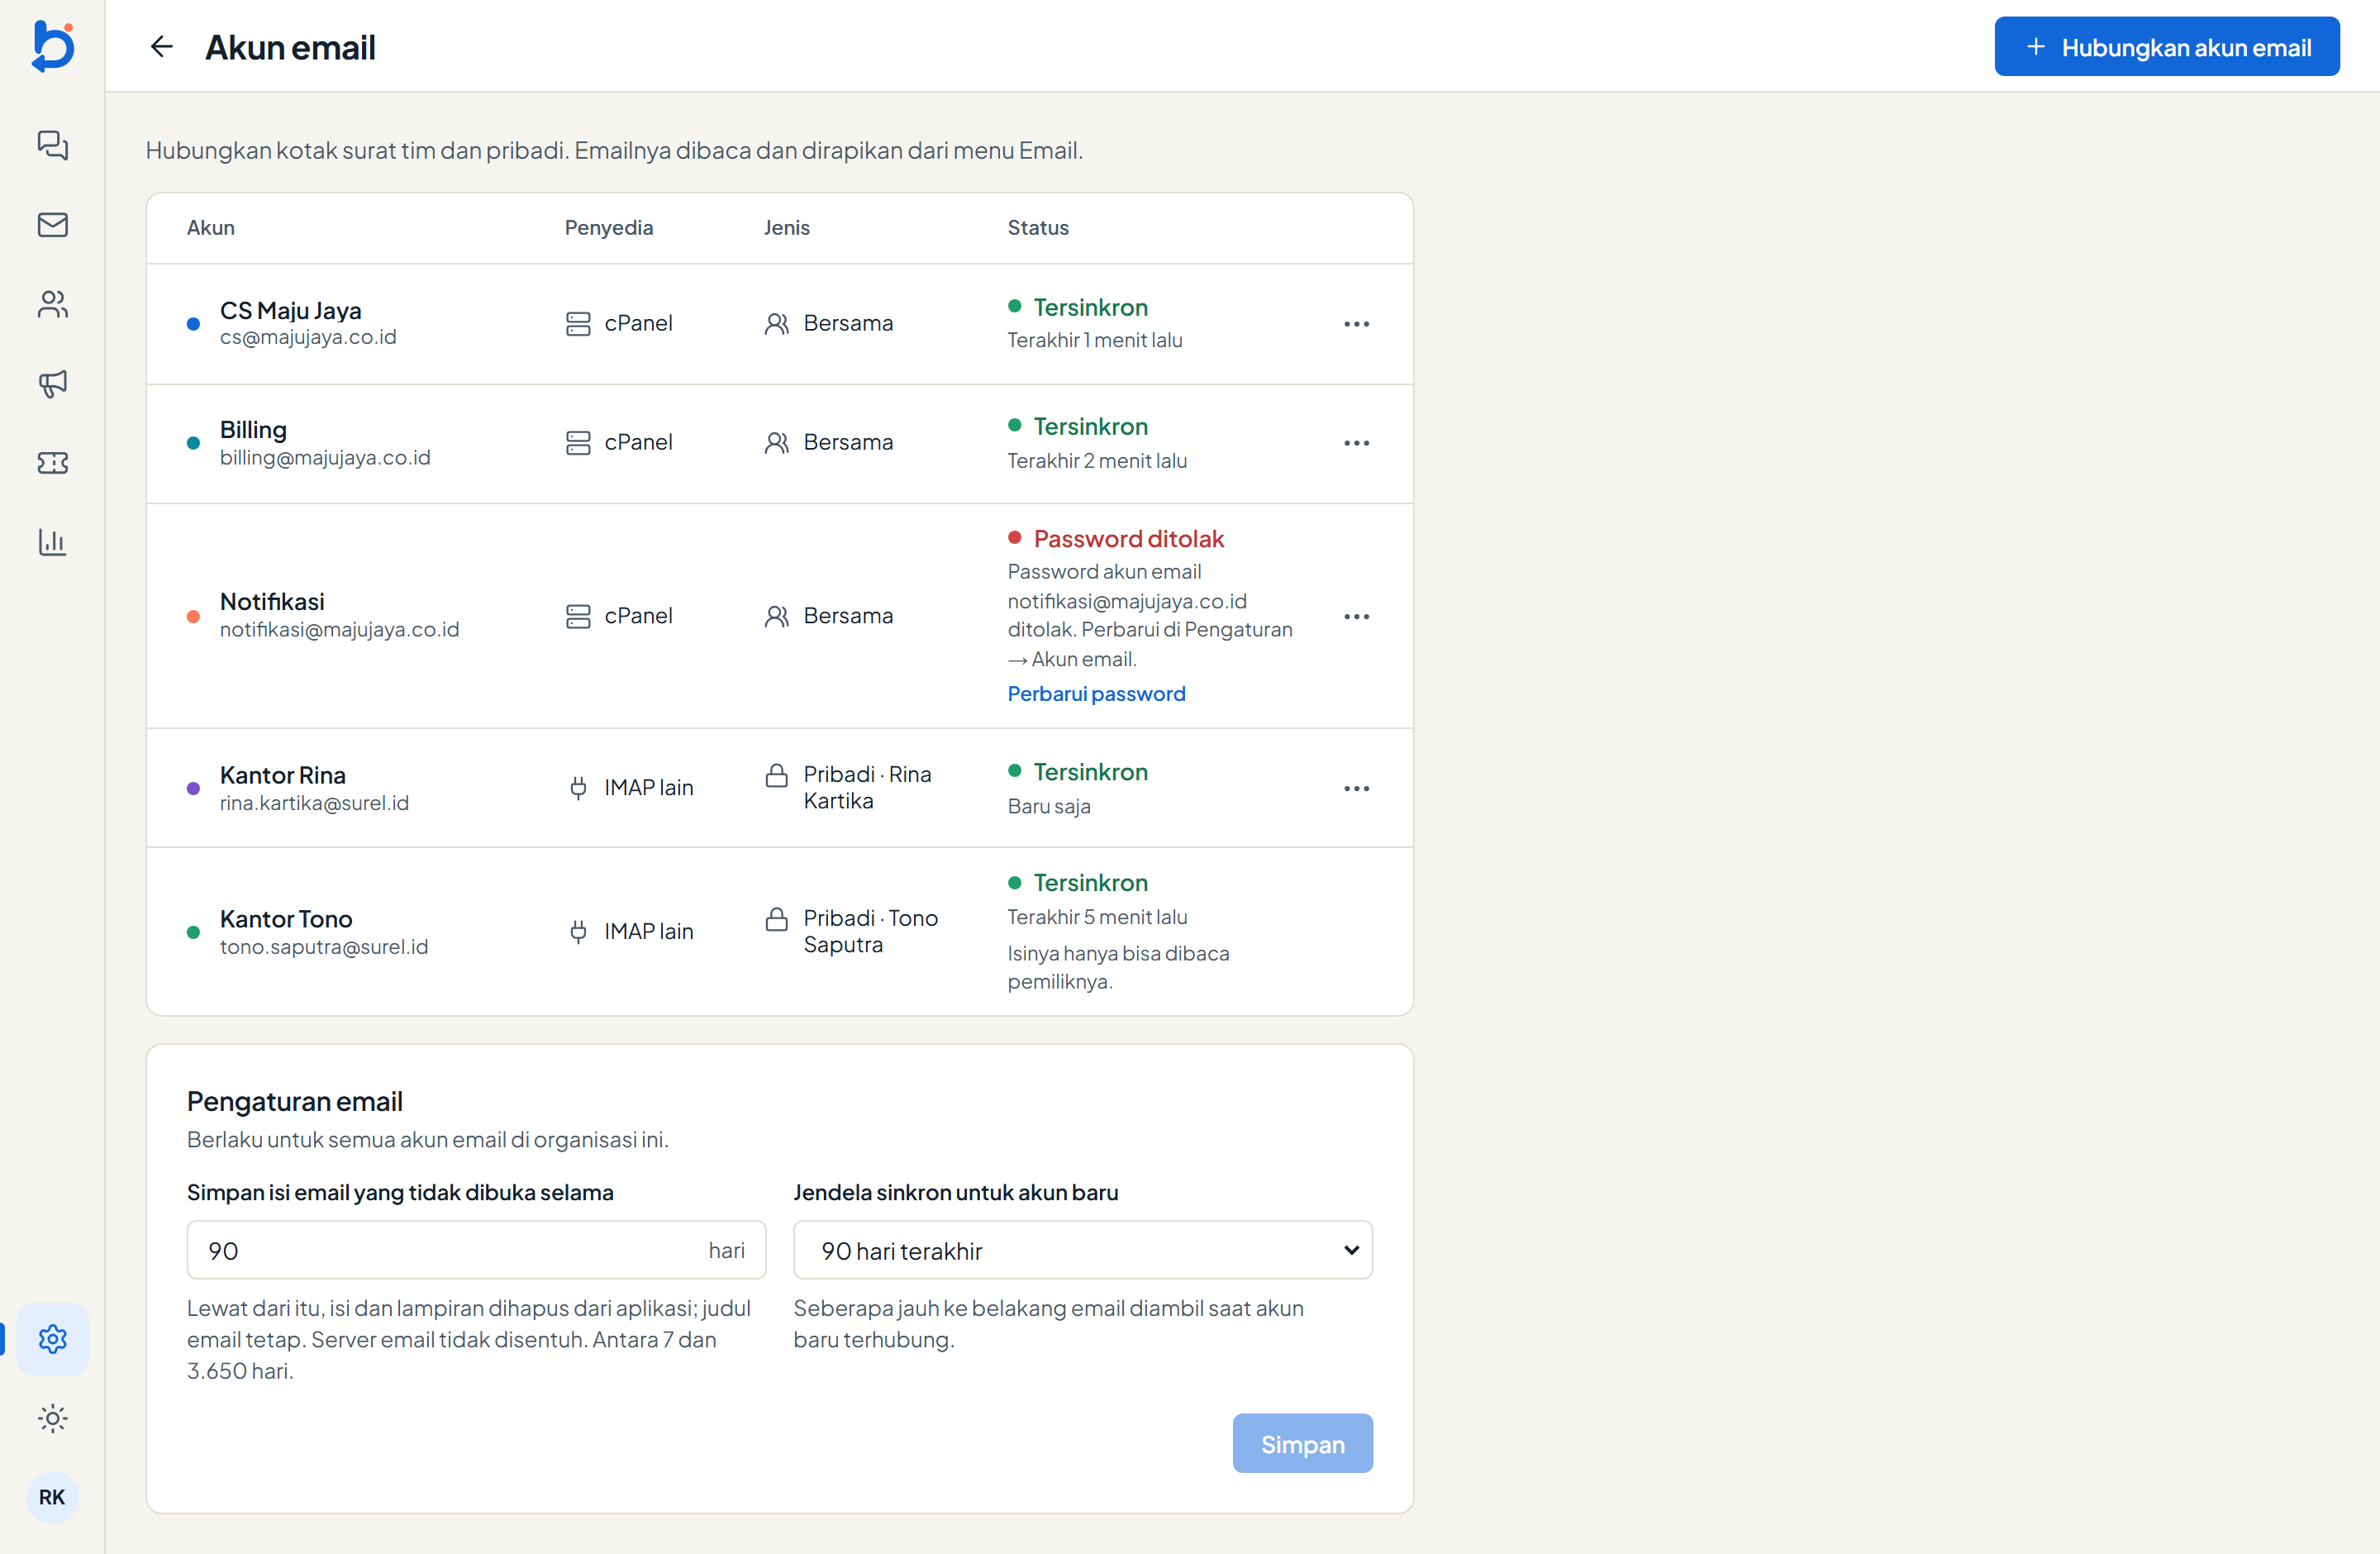 Akun email
+ Hubungkan akun email
Hubungkan kotak surat tim dan pribadi. Emailnya dibaca dan dirapikan dari menu Email.
Akun Penyedia Jenis Status
CS Maju Jaya
cs@majujaya.co.id
cPanel
Bersama
Tersinkron
Terakhir 1 menit lalu
Billing
billing@majujaya.co.id
cPanel
Bersama
Tersinkron
Terakhir 2 menit lalu
Notifikasi
notifikasi@majujaya.co.id
cPanel
Bersama
Password ditolak
Password akun email
notifikasi@majujaya.co.id
ditolak. Perbarui di Pengaturan
→ Akun email.
Perbarui password
Kantor Rina
rina.kartika@surel.id
IMAP lain
Pribadi · Rina
Kartika
Tersinkron
Baru saja
Kantor Tono
tono.saputra@surel.id
IMAP lain
Pribadi · Tono
Saputra
Tersinkron
Terakhir 5 menit lalu
Isinya hanya bisa dibaca
pemiliknya.
Pengaturan email
Berlaku untuk semua akun email di organisasi ini.
Simpan isi email yang tidak dibuka selama
90 hari
Lewat dari itu, isi dan lampiran dihapus dari aplikasi; judul
email tetap. Server email tidak disentuh. Antara 7 dan
3.650 hari.
Jendela sinkron untuk akun baru
90 hari terakhir
Seberapa jauh ke belakang email diambil saat akun
baru terhubung.
Simpan
RK